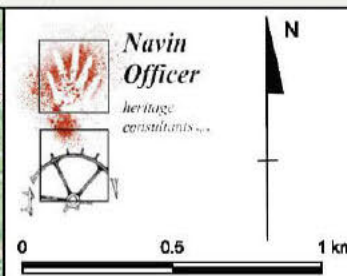 Navin
Officer
heritage
consultants
N
0 0.5 1 km